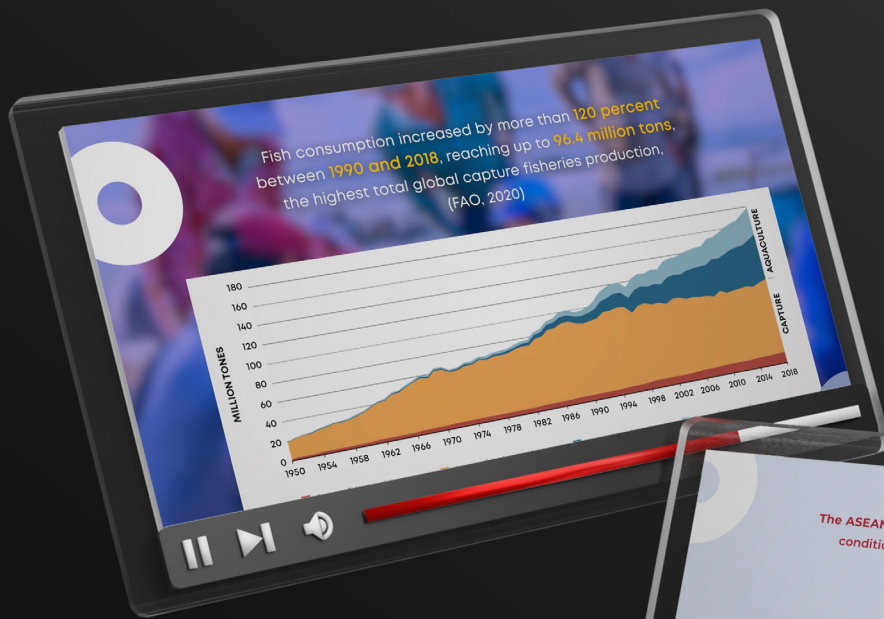 Fish consumption increased by more than 120 percent
between 1990 and 2018, reaching up to 96.4 million tons,
the highest total global capture fisheries production,
(FAO, 2020)
180
160
140
120
100
80
60
40
20
0
MILLION TONES
AQUACULTURE
CAPTURE
1950 1954 1958 1962 1966 1970 1974 1978 1982 1986 1990 1994 1998 2002 2006 2010 2014 2018
The ASEAN
conditio